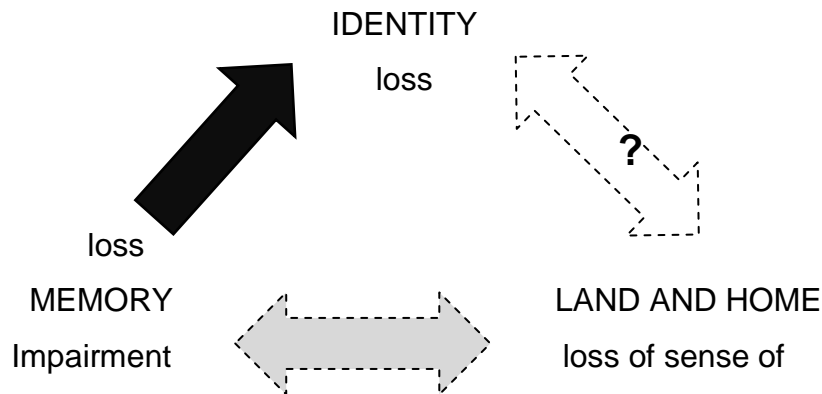 IDENTITY
loss
?
loss
MEMORY
Impairment
LAND AND HOME
loss of sense of